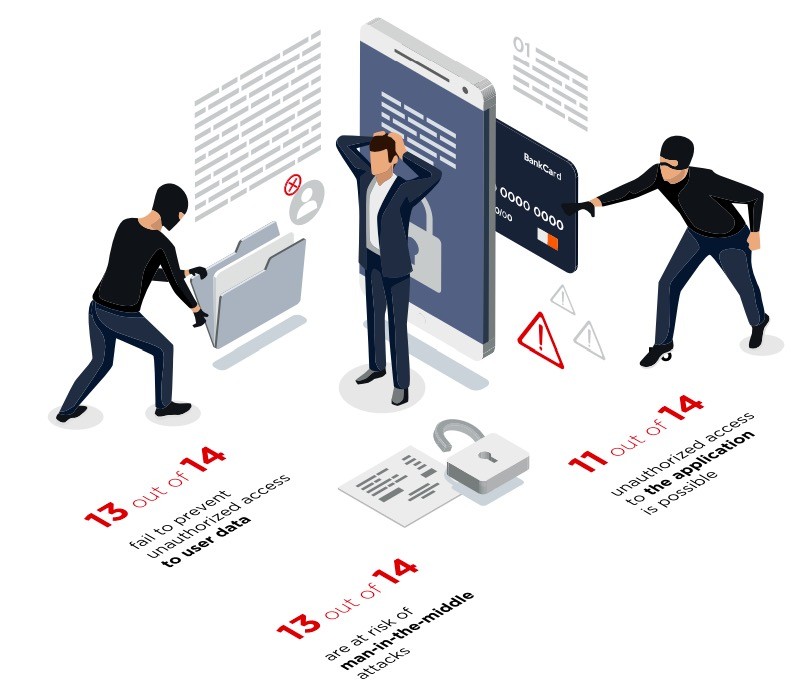 01
BankCard
0000 0000
0/00
13 out of 14
fail to prevent
unauthorized access
to user data
13 out of 14
are at risk of
man-in-the-middle
attacks
11 out of 14
unauthorized access
to the application
is possible